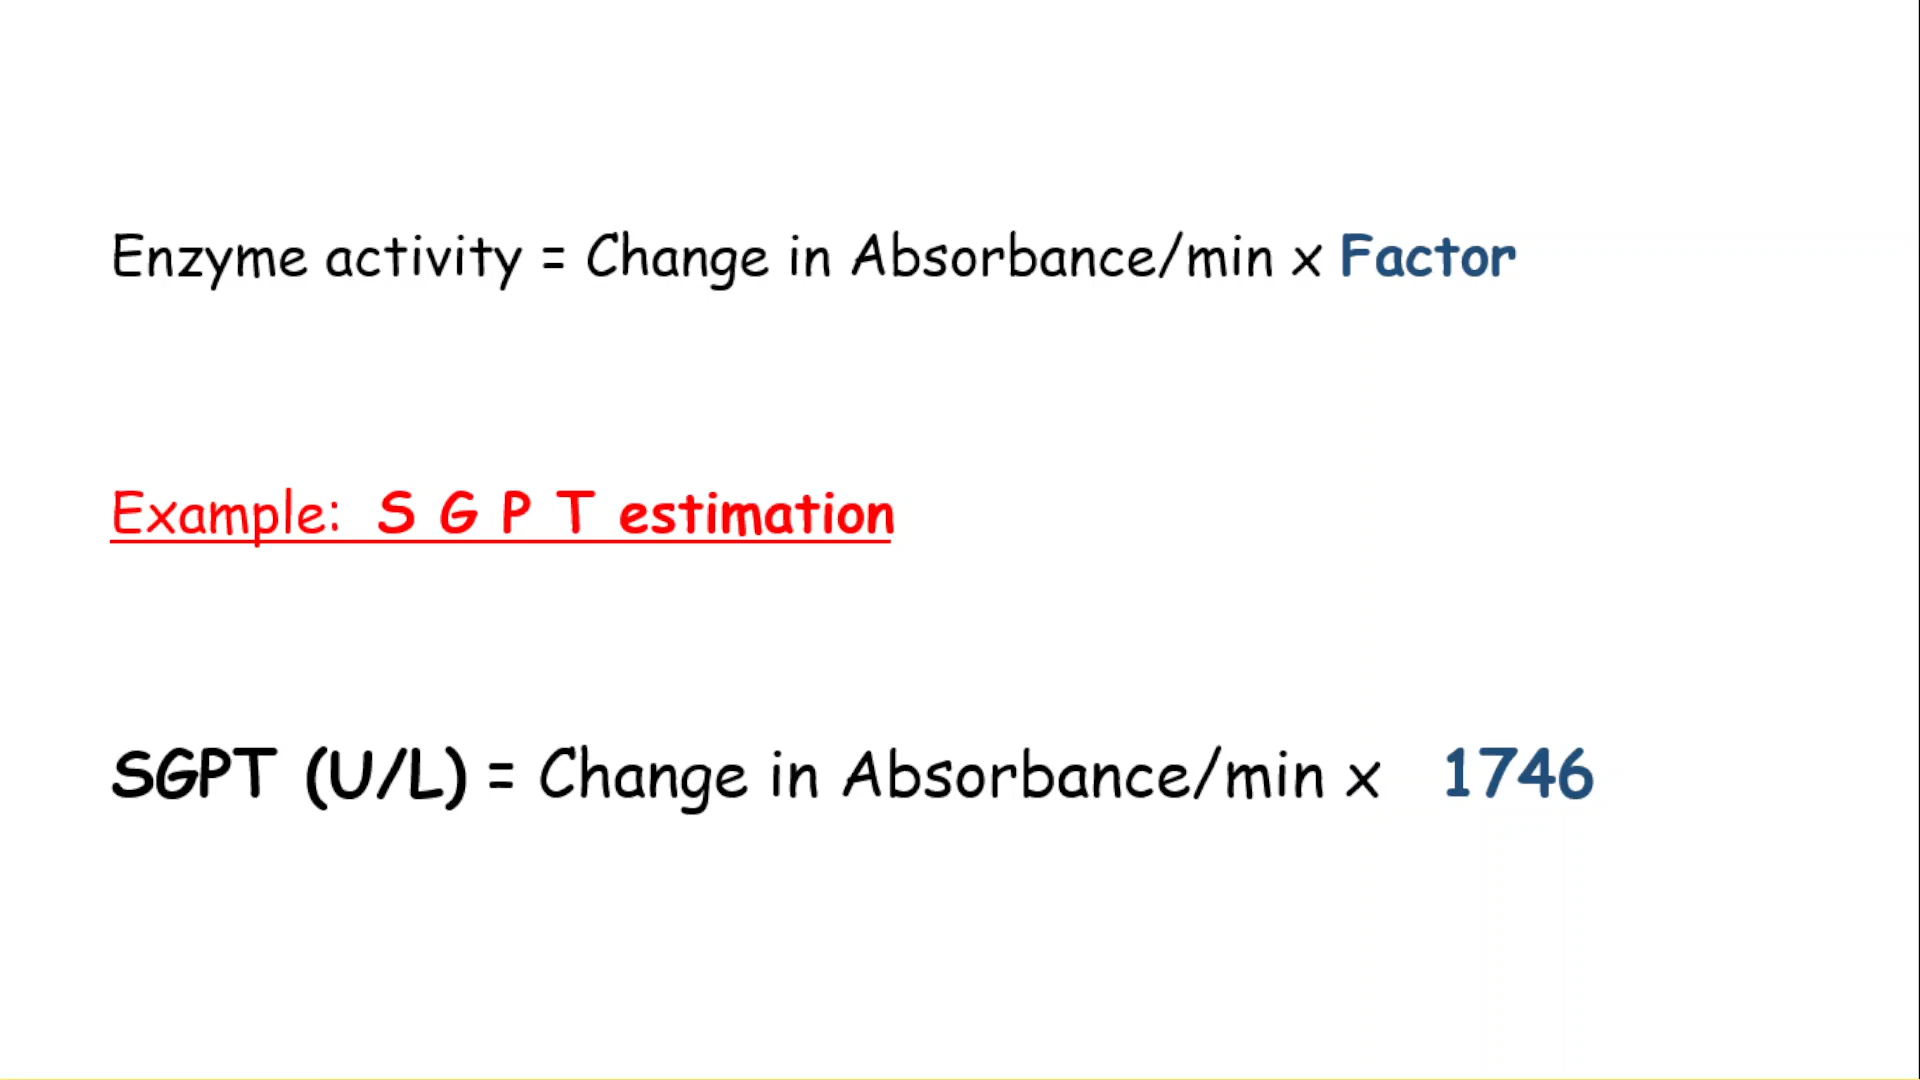 Enzyme activity = Change in Absorbance/min x Factor
Example: S G P T estimation
SGPT (U/L) = Change in Absorbance/min x 1746